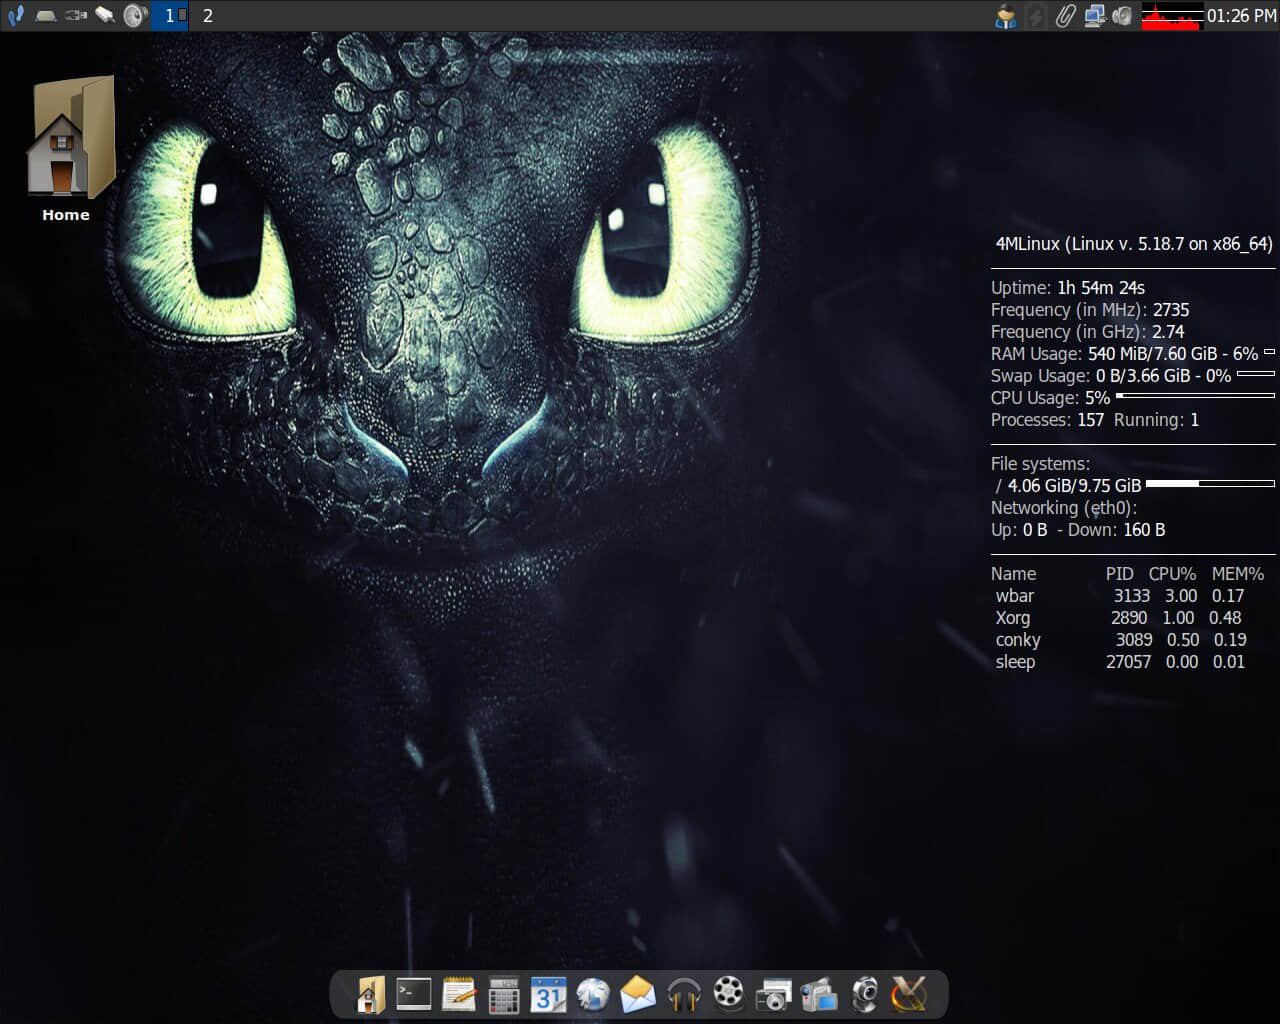 1 2 01:26 PM
Home
4MLinux (Linux v. 5.18.7 on x86_64)
Uptime: 1h 54m 24s
Frequency (in MHz): 2735
Frequency (in GHz): 2.74
RAM Usage: 540 MiB/7.60 GiB - 6%
Swap Usage: 0 B/3.66 GiB - 0%
CPU Usage: 5%
Processes: 157 Running: 1
File systems:
/ 4.06 GiB/9.75 GiB
Networking (eth0):
Up: 0 B - Down: 160 B
Name PID CPU% MEM%
wbar 3133 3.00 0.17
Xorg 2890 1.00 0.48
conky 3089 0.50 0.19
sleep 27057 0.00 0.01
>_
31